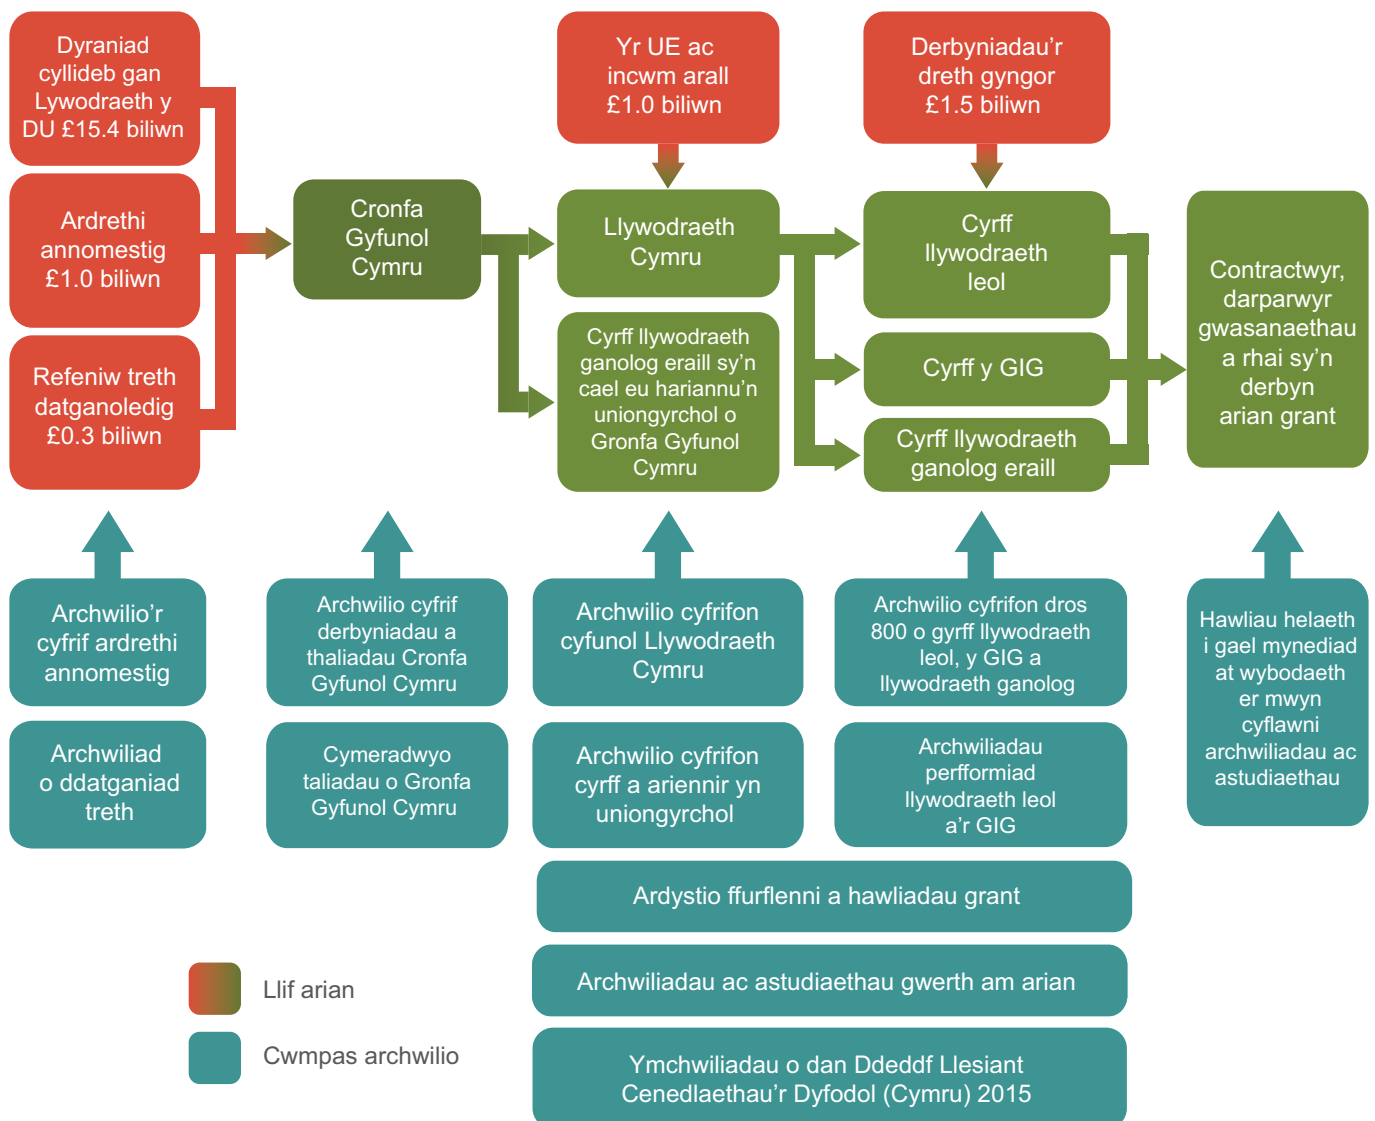 Dyraniad
cyllideb gan
Lywodraeth y
DU £15.4 biliwn
Ardrethi
annomestig
£1.0 biliwn
Refeniw treth
datganoledig
£0.3 biliwn
Cronfa
Gyfunol
Cymru
Yr UE ac
incwm arall
£1.0 biliwn
Llywodraeth
Cymru
Cyrff llywodraeth
ganolog eraill sy’n
cael eu hariannu’n
uniongyrchol o
Gronfa Gyfunol
Cymru
Derbyniadau’r
dreth gyngor
£1.5 biliwn
Cyrff
llywodraeth
leol
Cyrff y GIG
Cyrff llywodraeth
ganolog eraill
Contractwyr,
darparwyr
gwasanaethau
a rhai sy’n
derbyn
arian grant
Archwilio’r
cyfrif ardrethi
annomestig
Archwiliad
o ddatganiad
treth
Archwilio cyfrif
derbyniadau a
thaliadau Cronfa
Gyfunol Cymru
Cymeradwyo
taliadau o Gronfa
Gyfunol Cymru
Archwilio cyfrifon
cyfunol Llywodraeth
Cymru
Archwilio cyfrifon
cyrff a ariennir yn
uniongyrchol
Archwilio cyfrifon dros
800 o gyrff llywodraeth
leol, y GIG a
llywodraeth ganolog
Archwiliadau
perfformiad
llywodraeth leol
a’r GIG
Hawliau helaeth
i gael mynediad
at wybodaeth
er mwyn
cyflawni
archwiliadau ac
astudiaethau
Ardystio ffurflenni a hawliadau grant
Archwiliadau ac astudiaethau gwerth am arian
Ymchwiliadau o dan Ddeddf Llesiant
Cenedlaethau’r Dyfodol (Cymru) 2015
Llif arian
Cwmpas archwilio